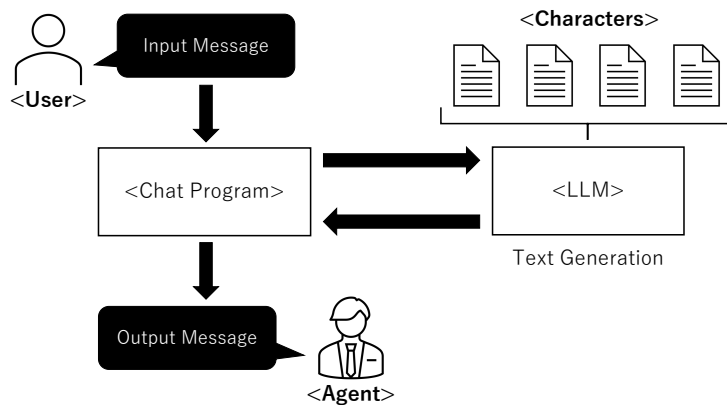 <Characters>
Input Message
<User>
<Chat Program>
<LLM>
Text Generation
Output Message
<Agent>